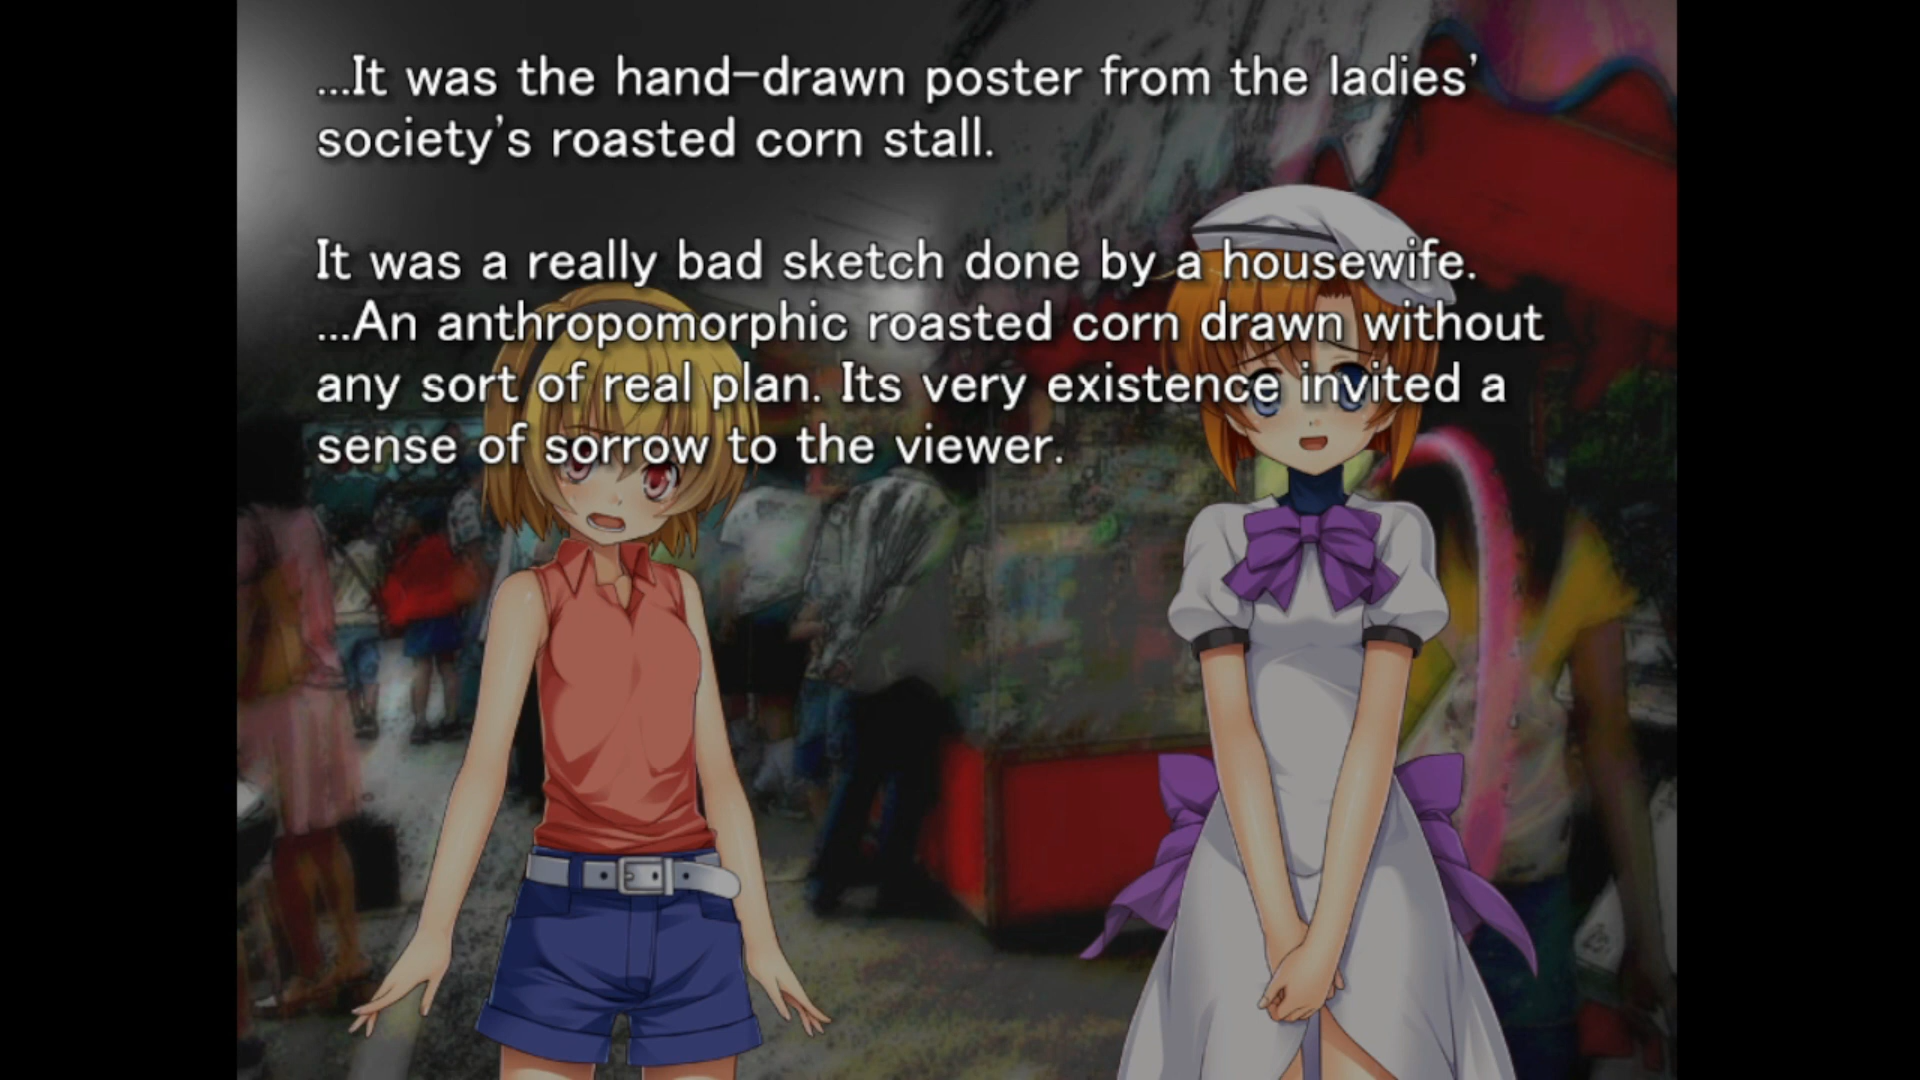 ...It was the hand-drawn poster from the ladies'
society's roasted corn stall.
It was a really bad sketch done by a housewife.
...An anthropomorphic roasted corn drawn without
any sort of real plan. Its very existence invited a
sense of sorrow to the viewer.